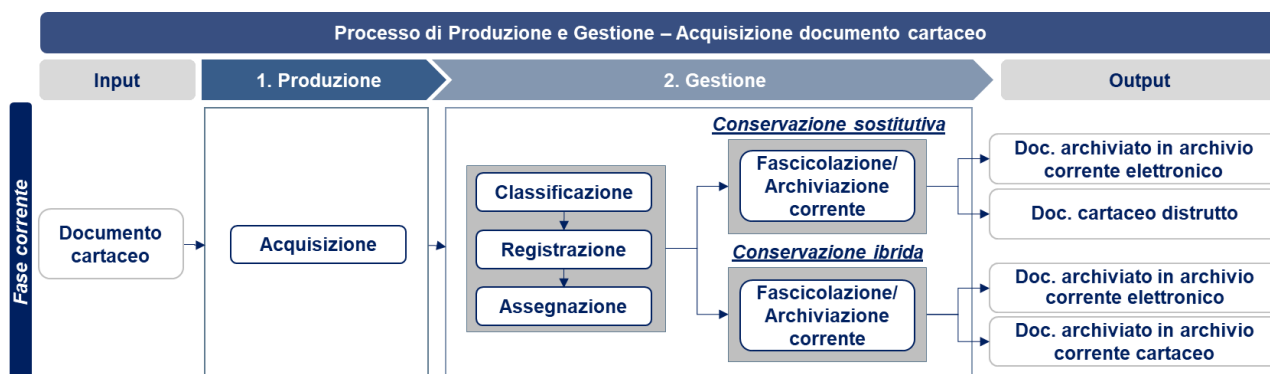 Processo di Produzione e Gestione – Acquisizione documento cartaceo
Input
1. Produzione
2. Gestione
Output
Fase corrente
Documento
cartaceo
Acquisizione
Classificazione
Registrazione
Assegnazione
Conservazione sostitutiva
Fascicolazione/
Archiviazione
corrente
Conservazione ibrida
Fascicolazione/
Archiviazione
corrente
Doc. archiviato in archivio
corrente elettronico
Doc. cartaceo distrutto
Doc. archiviato in archivio
corrente elettronico
Doc. archiviato in archivio
corrente cartaceo